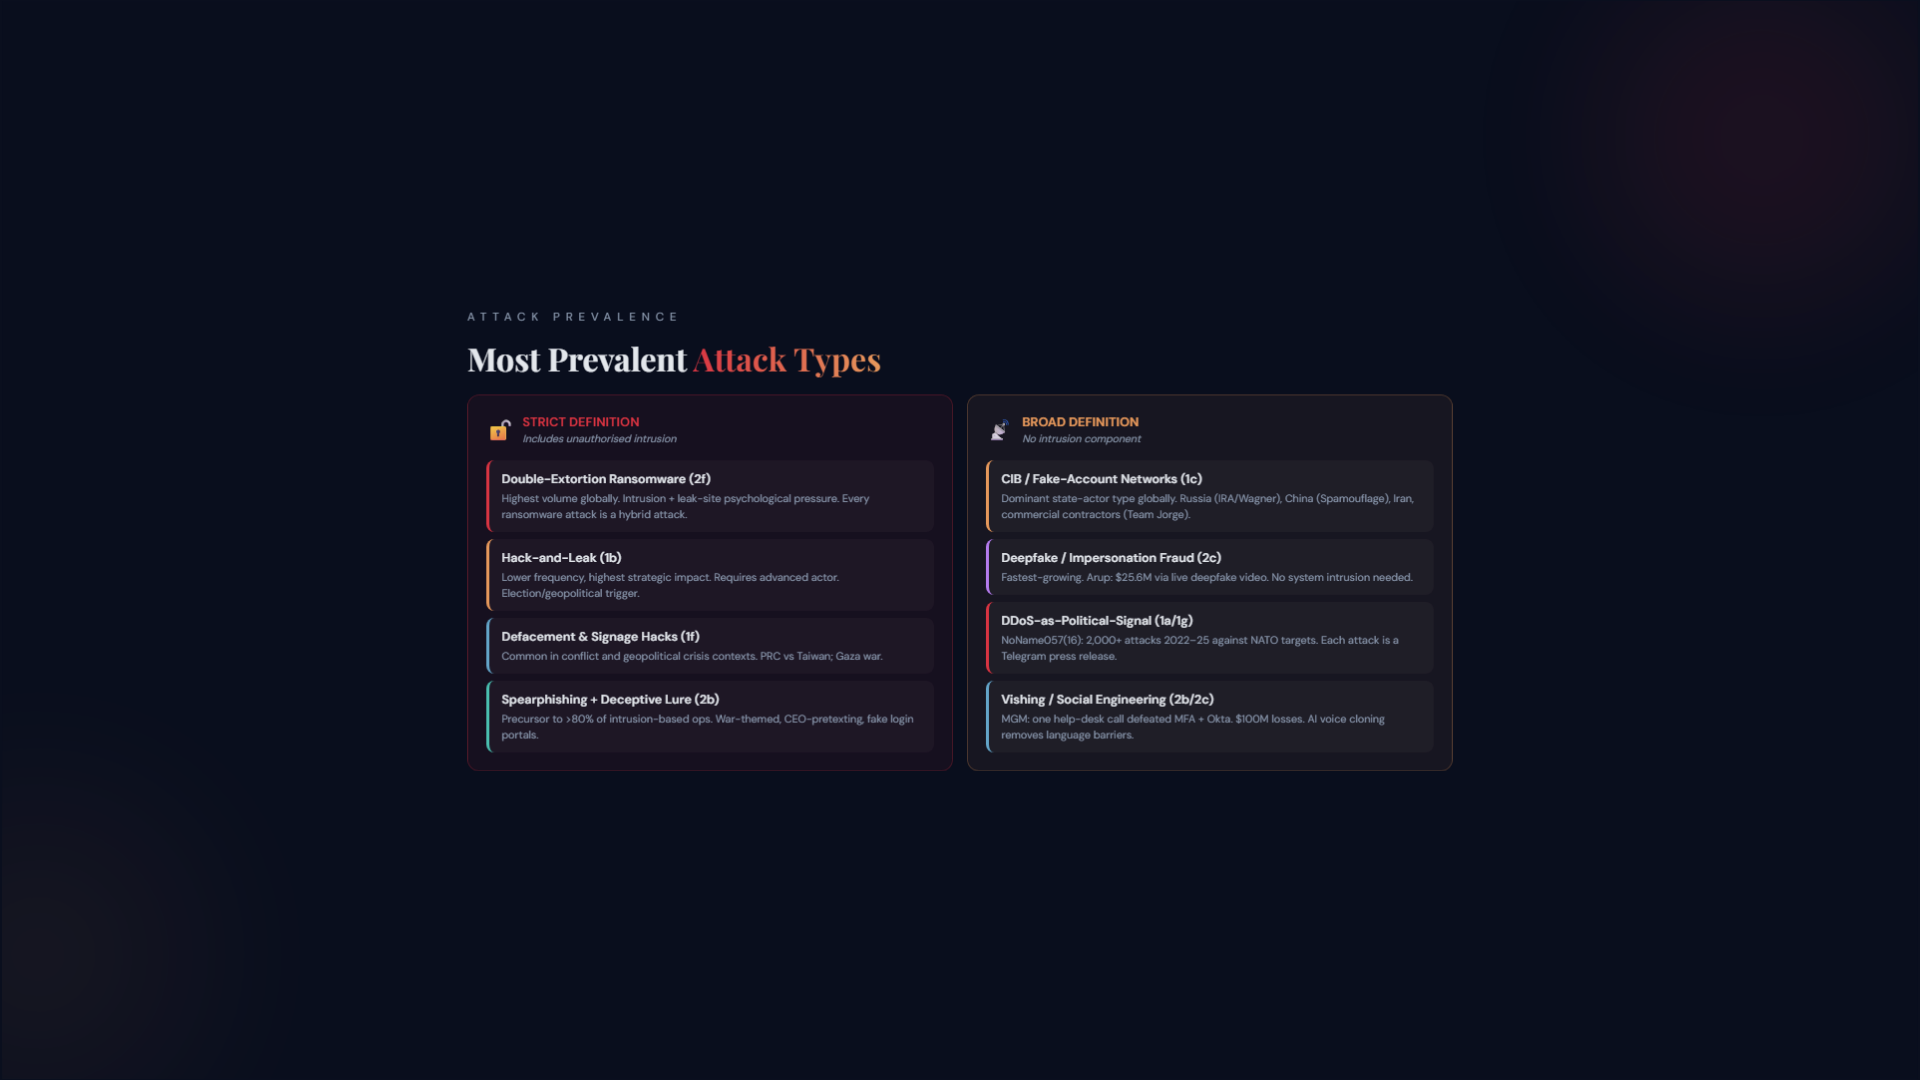 ATTACK PREVALENCE
Most Prevalent Attack Types
STRICT DEFINITION
Includes unauthorised intrusion
Double-Extortion Ransomware (2f)
Highest volume globally. Intrusion + leak-site psychological pressure. Every
ransomware attack is a hybrid attack.
Hack-and-Leak (1b)
Lower frequency, highest strategic impact. Requires advanced actor.
Election/geopolitical trigger.
Defacement & Signage Hacks (1f)
Common in conflict and geopolitical crisis contexts. PRC vs Taiwan; Gaza war.
Spearphishing + Deceptive Lure (2b)
Precursor to >80% of intrusion-based ops. War-themed, CEO-pretexting, fake login
portals.
BROAD DEFINITION
No intrusion component
CIB / Fake-Account Networks (1c)
Dominant state-actor type globally. Russia (IRA/Wagner), China (Spamouflage), Iran,
commercial contractors (Team Jorge).
Deepfake / Impersonation Fraud (2c)
Fastest-growing. Arup: $25.6M via live deepfake video. No system intrusion needed.
DDoS-as-Political-Signal (1a/1g)
NoName057(16): 2,000+ attacks 2022–25 against NATO targets. Each attack is a
Telegram press release.
Vishing / Social Engineering (2b/2c)
MGM: one help-desk call defeated MFA + Okta. $100M losses. AI voice cloning
removes language barriers.